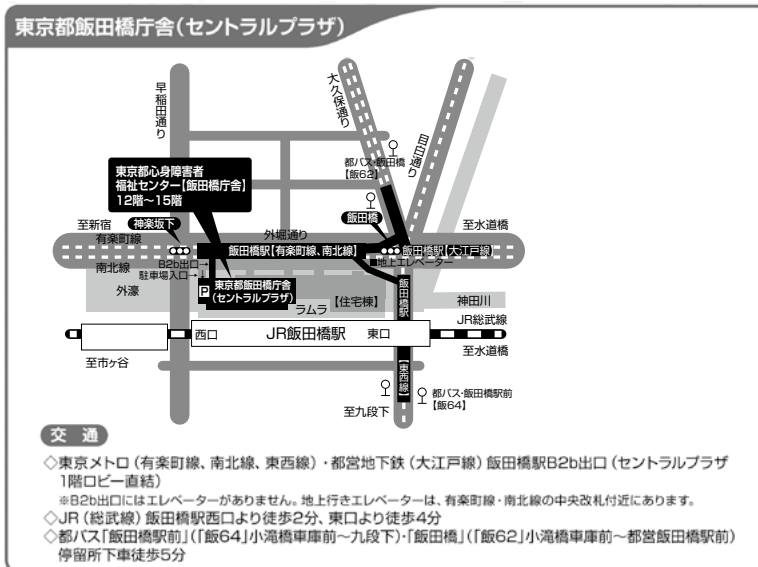 東京都飯田橋庁舎(セントラルプラザ)
早稲田通り
大久保通り
目白通り
都バス・飯田橋
【飯62】
東京都心身障害者
福祉センター【飯田橋庁舎】
12階〜15階
至新宿
神楽坂下
飯田橋
至水道橋
有楽町線
外堀通り
飯田橋駅【有楽町線、南北線】
飯田橋駅【大江戸線】
南北線
B2b出口→
駐車場入口→↓
■地上エレベーター
外濠
P
東京都飯田橋庁舎
(セントラルプラザ)
ラムラ
【住宅棟】
飯田橋駅
【東西線】
神田川
JR総武線
西口
JR飯田橋駅
東口
至水道橋
至市ヶ谷
至九段下
都バス・飯田橋駅前
【飯64】
交 通
◇東京メトロ(有楽町線、南北線、東西線)・都営地下鉄(大江戸線)飯田橋駅B2b出口(セントラルプラザ
1階ロビー直結)
※B2b出口にはエレベーターがありません。地上行きエレベーターは、有楽町線・南北線の中央改札付近にあります。
◇JR(総武線)飯田橋駅西口より徒歩2分、東口より徒歩4分
◇都バス「飯田橋駅前」(「飯64」小滝橋車庫前〜九段下)・「飯田橋」(「飯62」小滝橋車庫前〜都営飯田橋駅前)
停留所下車徒歩5分